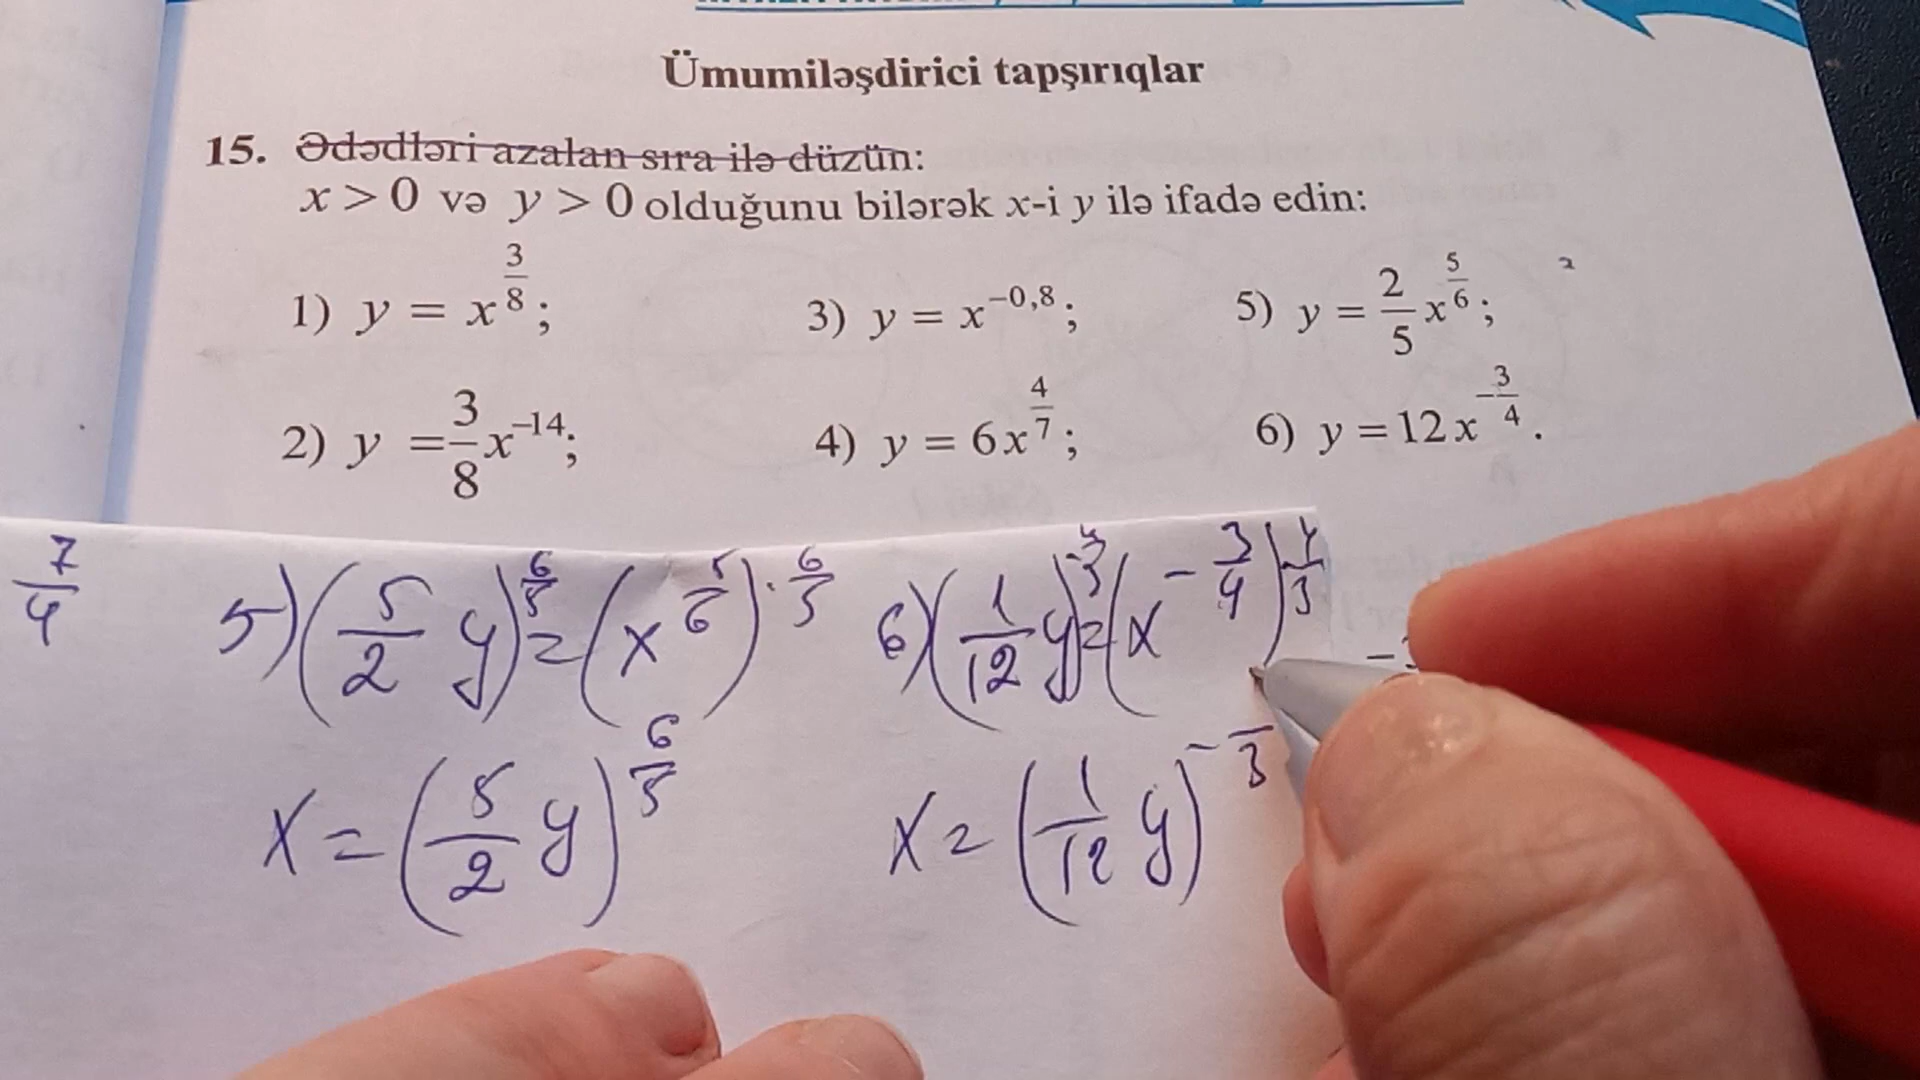 Ümumiləşdirici tapşırıqlar
15. Ədədləri azalan sıra ilə düzün:
x > 0 və y > 0 olduğunu bilərək x-i y ilə ifadə edin:
1) y = x^(3/8);
3) y = x^(−0,8);
5) y = 2/5 x^(5/6);
2) y = 3/8 x^(−14);
4) y = 6x^(4/7);
6) y = 12x^(−3/4).
7/4
5) (5/2 y)^(6/5) = (x^(5/6))·^(6/5)
6) (1/12 y)^(-4/3) = (x^(−3/4))^(4/3)
x = (5/2 y)^(6/5)
x = (1/12 y)^(− /3)